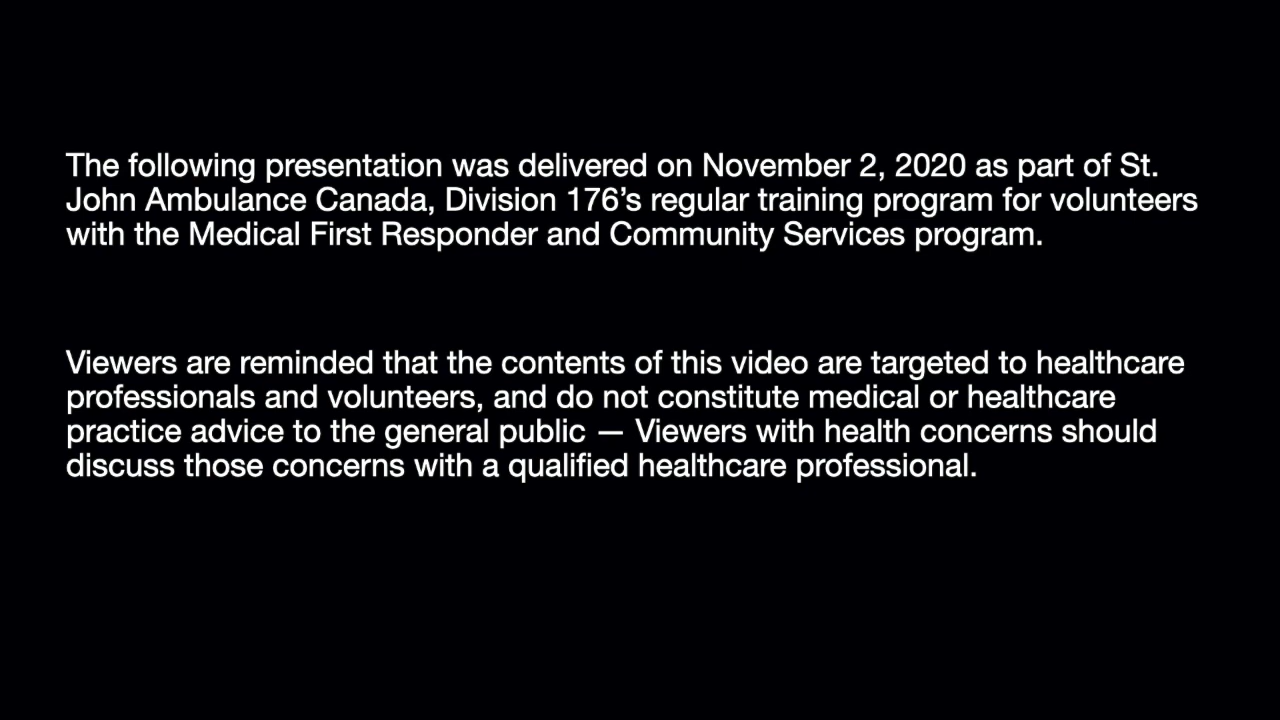 The following presentation was delivered on November 2, 2020 as part of St.
John Ambulance Canada, Division 176’s regular training program for volunteers
with the Medical First Responder and Community Services program.
Viewers are reminded that the contents of this video are targeted to healthcare
professionals and volunteers, and do not constitute medical or healthcare
practice advice to the general public — Viewers with health concerns should
discuss those concerns with a qualified healthcare professional.